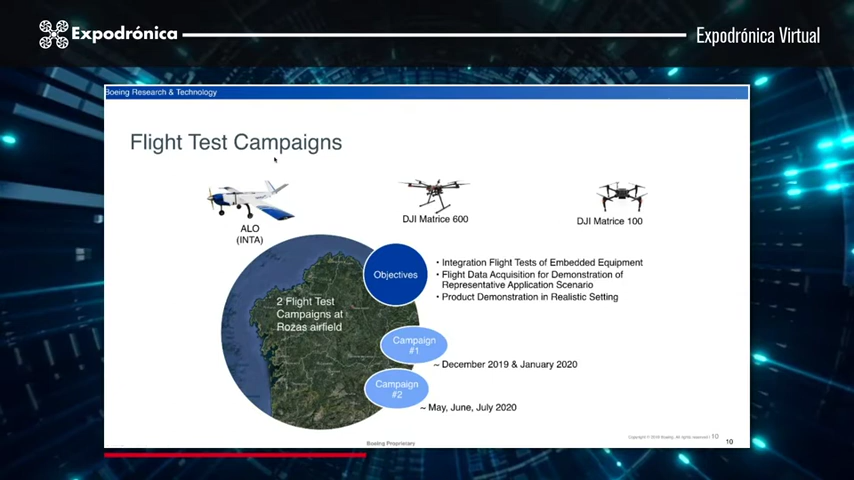 Expodrónica
Expodrónica Virtual
Boeing Research & Technology
Flight Test Campaigns
ALO
(INTA)
DJI Matrice 600
DJI Matrice 100
2 Flight Test
Campaigns at
Rozas airfield
Objectives
• Integration Flight Tests of Embedded Equipment
• Flight Data Acquisition for Demonstration of
Representative Application Scenario
• Product Demonstration in Realistic Setting
Campaign
#1
~ December 2019 & January 2020
Campaign
#2
~ May, June, July 2020
Boeing Proprietary
10
10